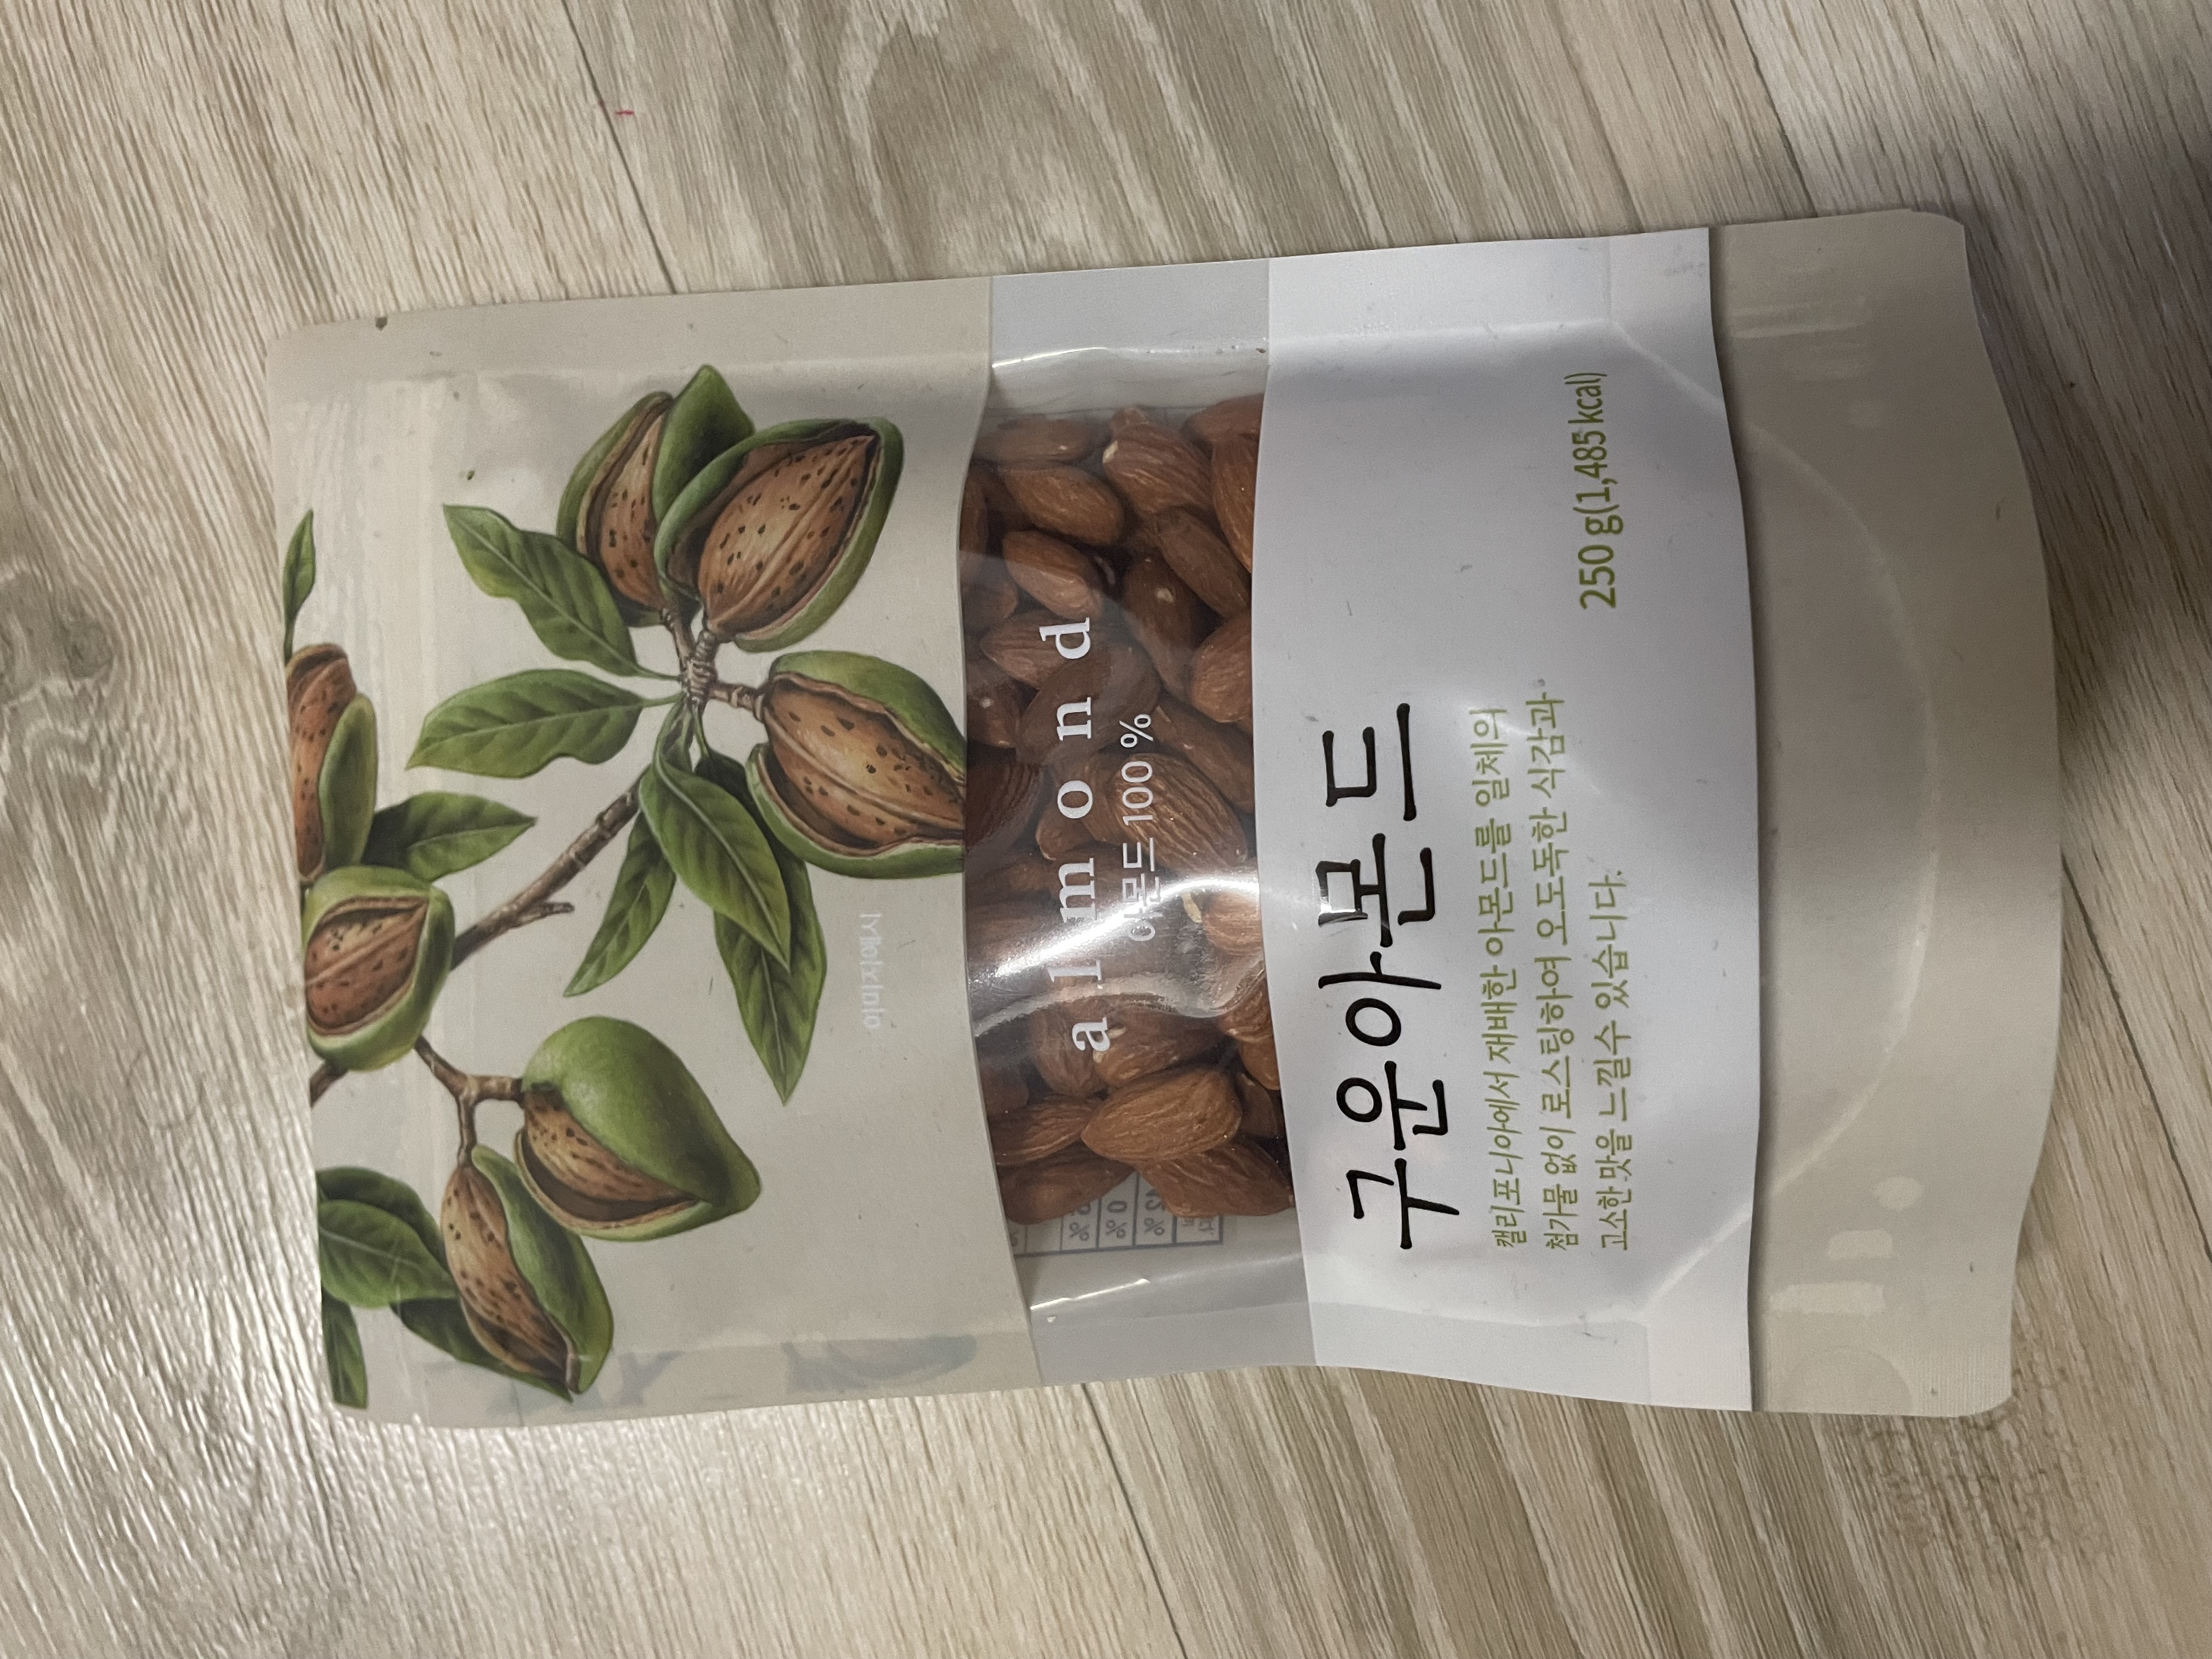 이미지예시
almond
아몬드 100 %
구운아몬드
캘리포니아에서 재배한 아몬드를 일체의
첨가물 없이 로스팅하여 오도독한 식감과
고소한 맛을 느낄수 있습니다.
250 g(1,485 kcal)